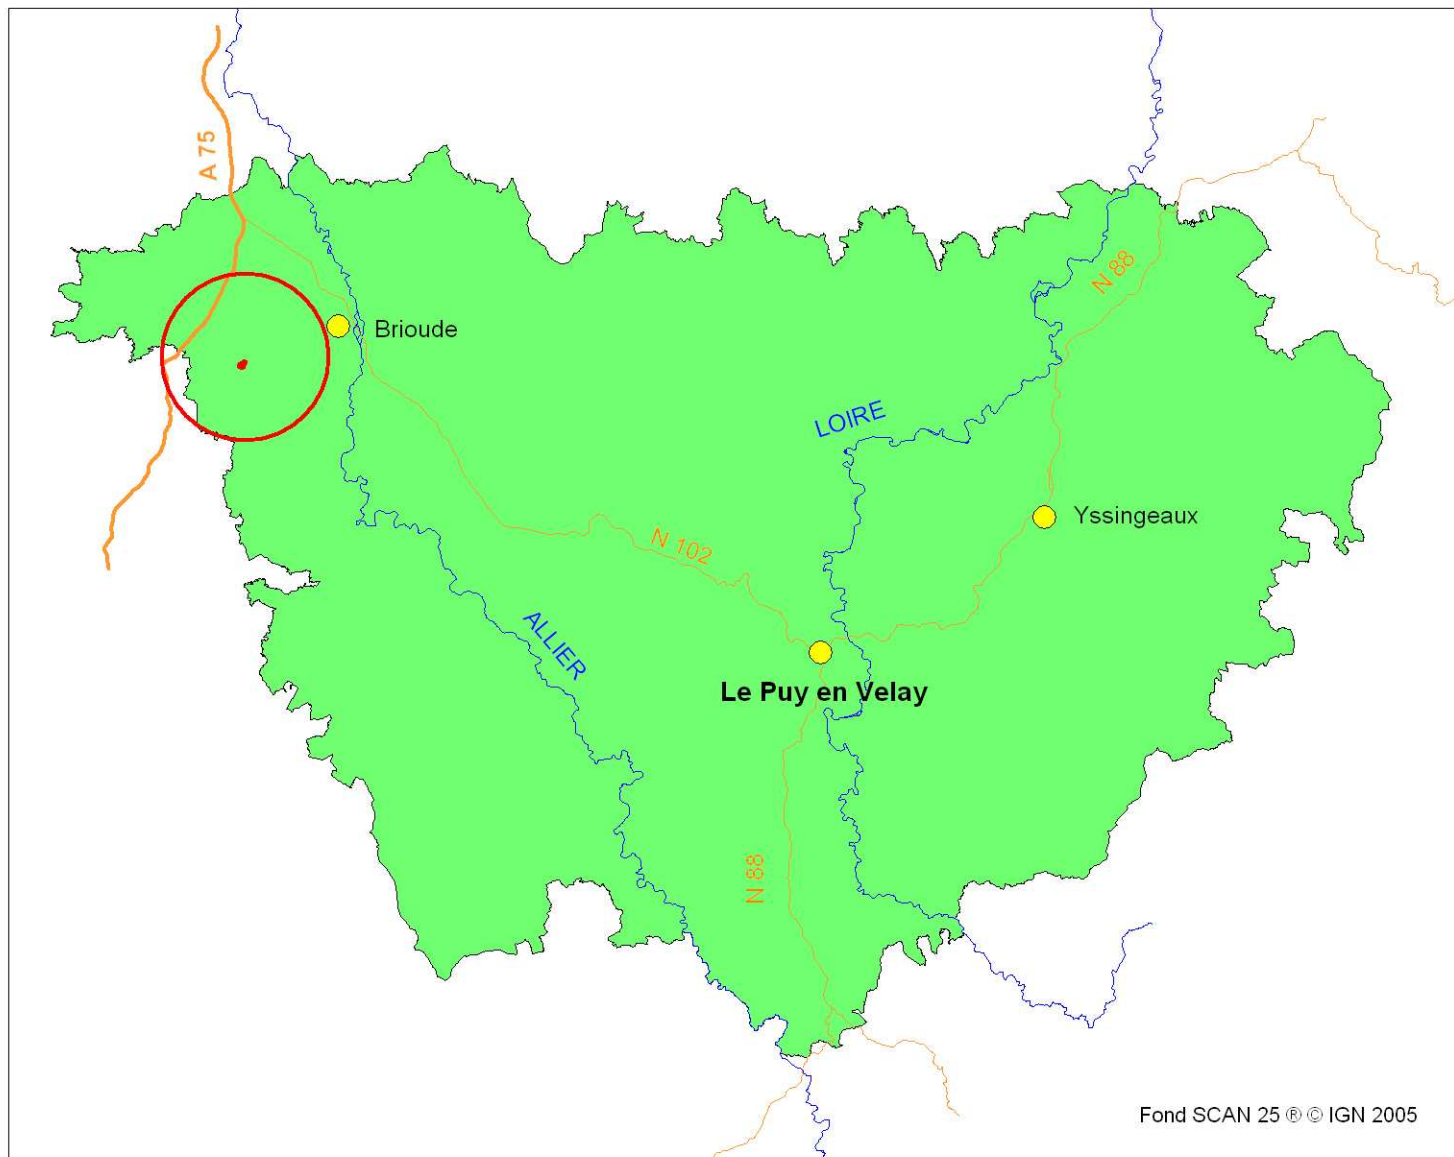 A 75
Brioude
N 88
LOIRE
Yssingeaux
N 102
ALLIER
Le Puy en Velay
N 88
Fond SCAN 25 ® © IGN 2005